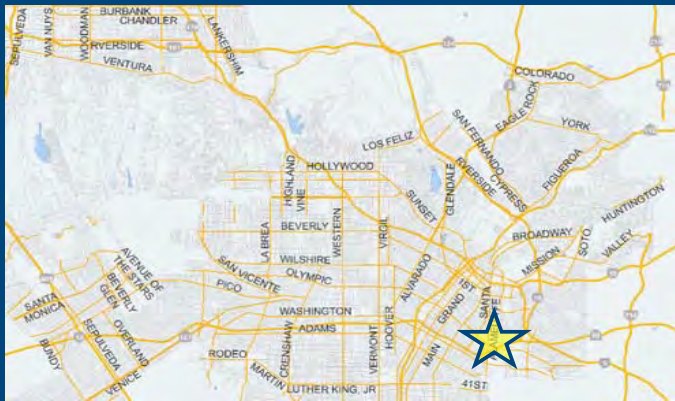 BURBANK
CHANDLER
SEPULVEDA
VAN NUYS
WOODMAN
RVERSIDE
VENTURA
LANKERSHIM
COLORADO
EAGLE ROCK
YORK
SAN FERNANDO
LOS FELIZ
RVERSIDE
CYPRESS
FIGUEROA
HOLLYWOOD
HIGHLAND
VINE
SUNSET
GLENDALE
HUNTINGTON
LA BREA
BEVERLY
WESTERN
VIRGIL
BROADWAY
MISSION
SOTO
VALLEY
AVENUE OF
THE STARS
BEVERLY
GLEN
WILSHIRE
SAN VICENTE
OLYMPIC
PICO
ALVARADO
1ST
GRAND
SANTA
FE
SANTA
MONICA
WASHINGTON
ADAMS
HOOVER
OVERLAND
SEPULVEDA
BUNDY
VENICE
RODEO
CRENSHAW
VERMONT
MAIN
MARTIN
LUTHER KING, JR
41ST